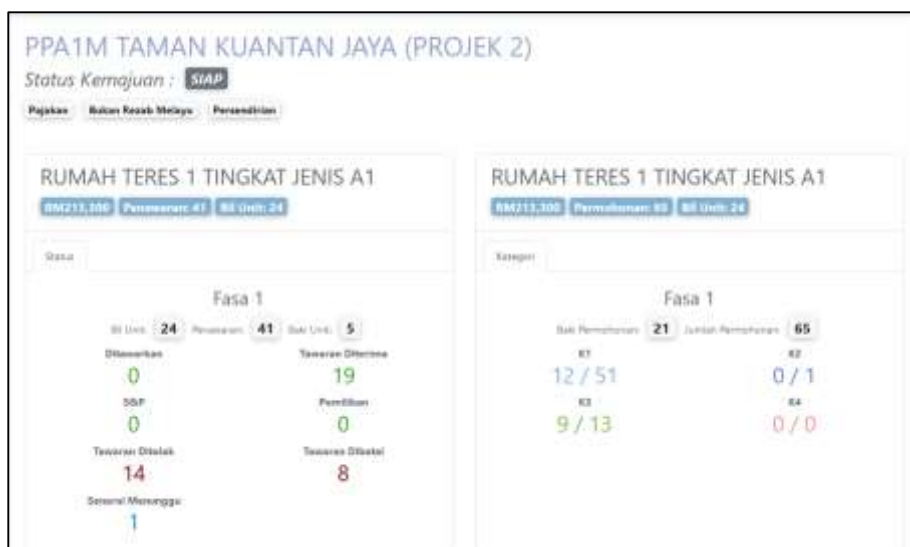 PPA1M TAMAN KUANTAN JAYA (PROJEK 2)
Status Kemajuan : SIAP
Pajakan Bukan Rezab Melayu Persendirian
RUMAH TERES 1 TINGKAT JENIS A1
RM213,300 Penawaran: 41 Bil Unit: 24
Status
Fasa 1
Bil Unit: 24 Penawaran: 41 Baki Unit: 5
Ditawarkan Tawaran Diterima
0 19
S&P Pemilikan
0 0
Tawaran Ditolak Tawaran Dibatal
14 8
Senarai Menunggu
1
RUMAH TERES 1 TINGKAT JENIS A1
RM213,300 Permohonan: 65 Bil Unit: 24
Kategori
Fasa 1
Baki Permohonan: 21 Jumlah Permohonan: 65
K1 K2
12 / 51 0 / 1
K3 K4
9 / 13 0 / 0